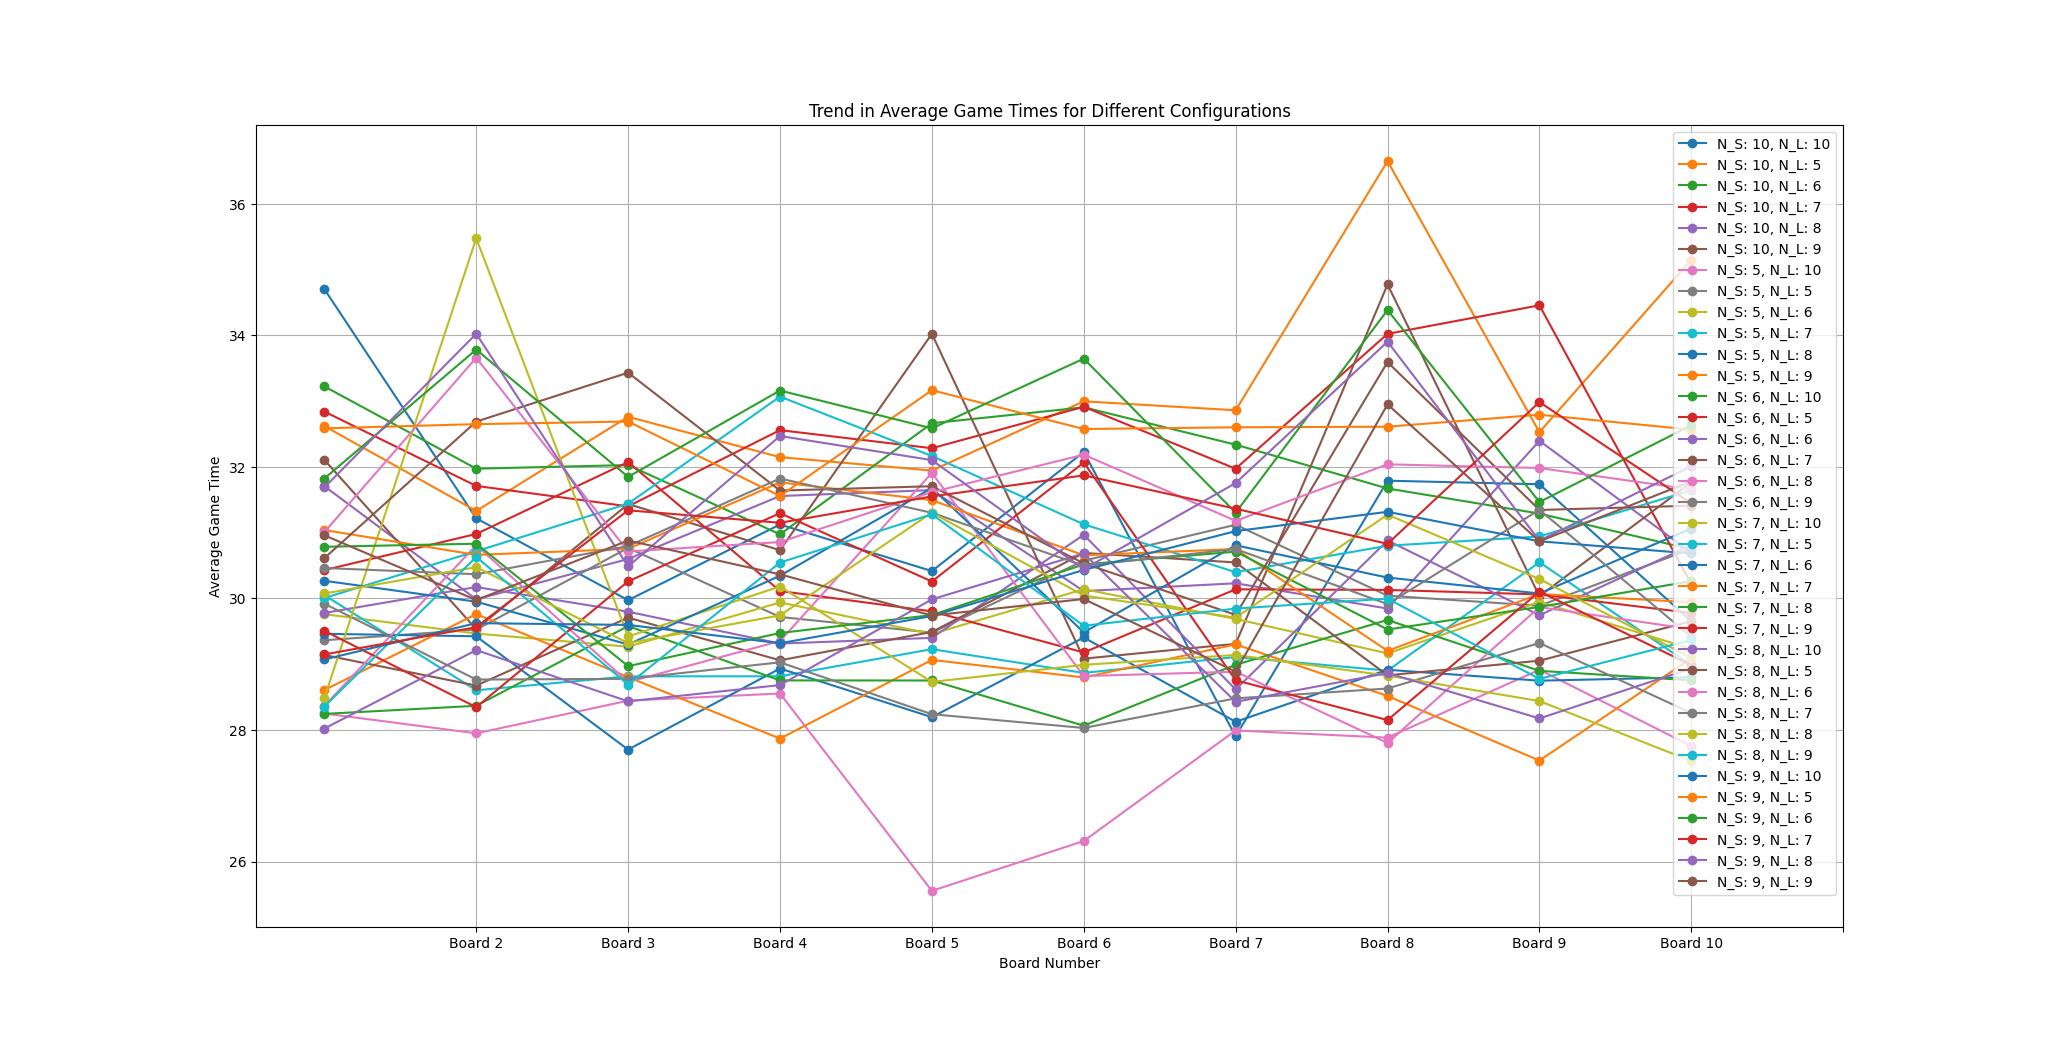 Trend in Average Game Times for Different Configurations
Average Game Time
36
34
32
30
28
26
Board 2
Board 3
Board 4
Board 5
Board 6
Board 7
Board 8
Board 9
Board 10
Board Number
N_S: 10, N_L: 10
N_S: 10, N_L: 5
N_S: 10, N_L: 6
N_S: 10, N_L: 7
N_S: 10, N_L: 8
N_S: 10, N_L: 9
N_S: 5, N_L: 10
N_S: 5, N_L: 5
N_S: 5, N_L: 6
N_S: 5, N_L: 7
N_S: 5, N_L: 8
N_S: 5, N_L: 9
N_S: 6, N_L: 10
N_S: 6, N_L: 5
N_S: 6, N_L: 6
N_S: 6, N_L: 7
N_S: 6, N_L: 8
N_S: 6, N_L: 9
N_S: 7, N_L: 10
N_S: 7, N_L: 5
N_S: 7, N_L: 6
N_S: 7, N_L: 7
N_S: 7, N_L: 8
N_S: 7, N_L: 9
N_S: 8, N_L: 10
N_S: 8, N_L: 5
N_S: 8, N_L: 6
N_S: 8, N_L: 7
N_S: 8, N_L: 8
N_S: 8, N_L: 9
N_S: 9, N_L: 10
N_S: 9, N_L: 5
N_S: 9, N_L: 6
N_S: 9, N_L: 7
N_S: 9, N_L: 8
N_S: 9, N_L: 9